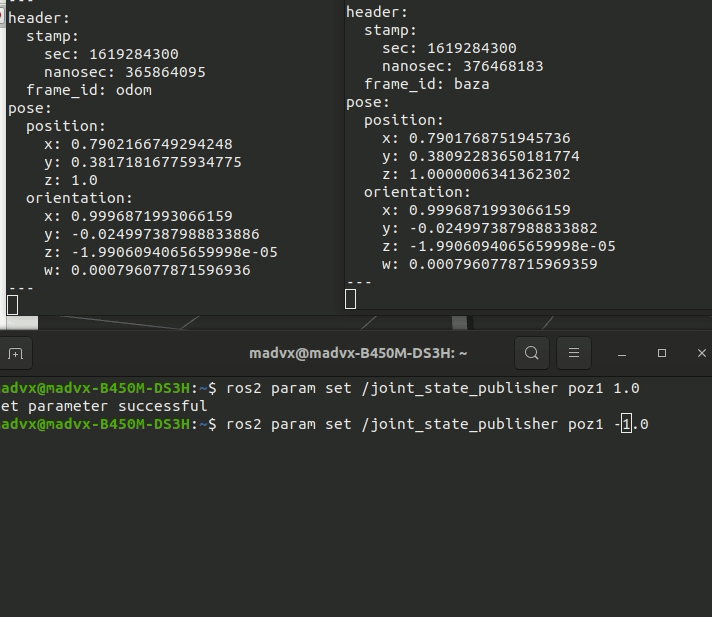 ---
header:
  stamp:
    sec: 1619284300
    nanosec: 365864095
  frame_id: odom
pose:
  position:
    x: 0.7902166749294248
    y: 0.38171816775934775
    z: 1.0
  orientation:
    x: 0.9996871993066159
    y: -0.024997387988833886
    z: -1.9906094065659998e-05
    w: 0.000796077871596936
---
header:
  stamp:
    sec: 1619284300
    nanosec: 376468183
  frame_id: baza
pose:
  position:
    x: 0.7901768751945736
    y: 0.38092283650181774
    z: 1.0000006341362302
  orientation:
    x: 0.9996871993066159
    y: -0.024997387988833882
    z: -1.9906094065659998e-05
    w: 0.0007960778715969359
---
madvx@madvx-B450M-DS3H: ~
advx@madvx-B450M-DS3H:~$ ros2 param set /joint_state_publisher poz1 1.0
et parameter successful
advx@madvx-B450M-DS3H:~$ ros2 param set /joint_state_publisher poz1 -1.0